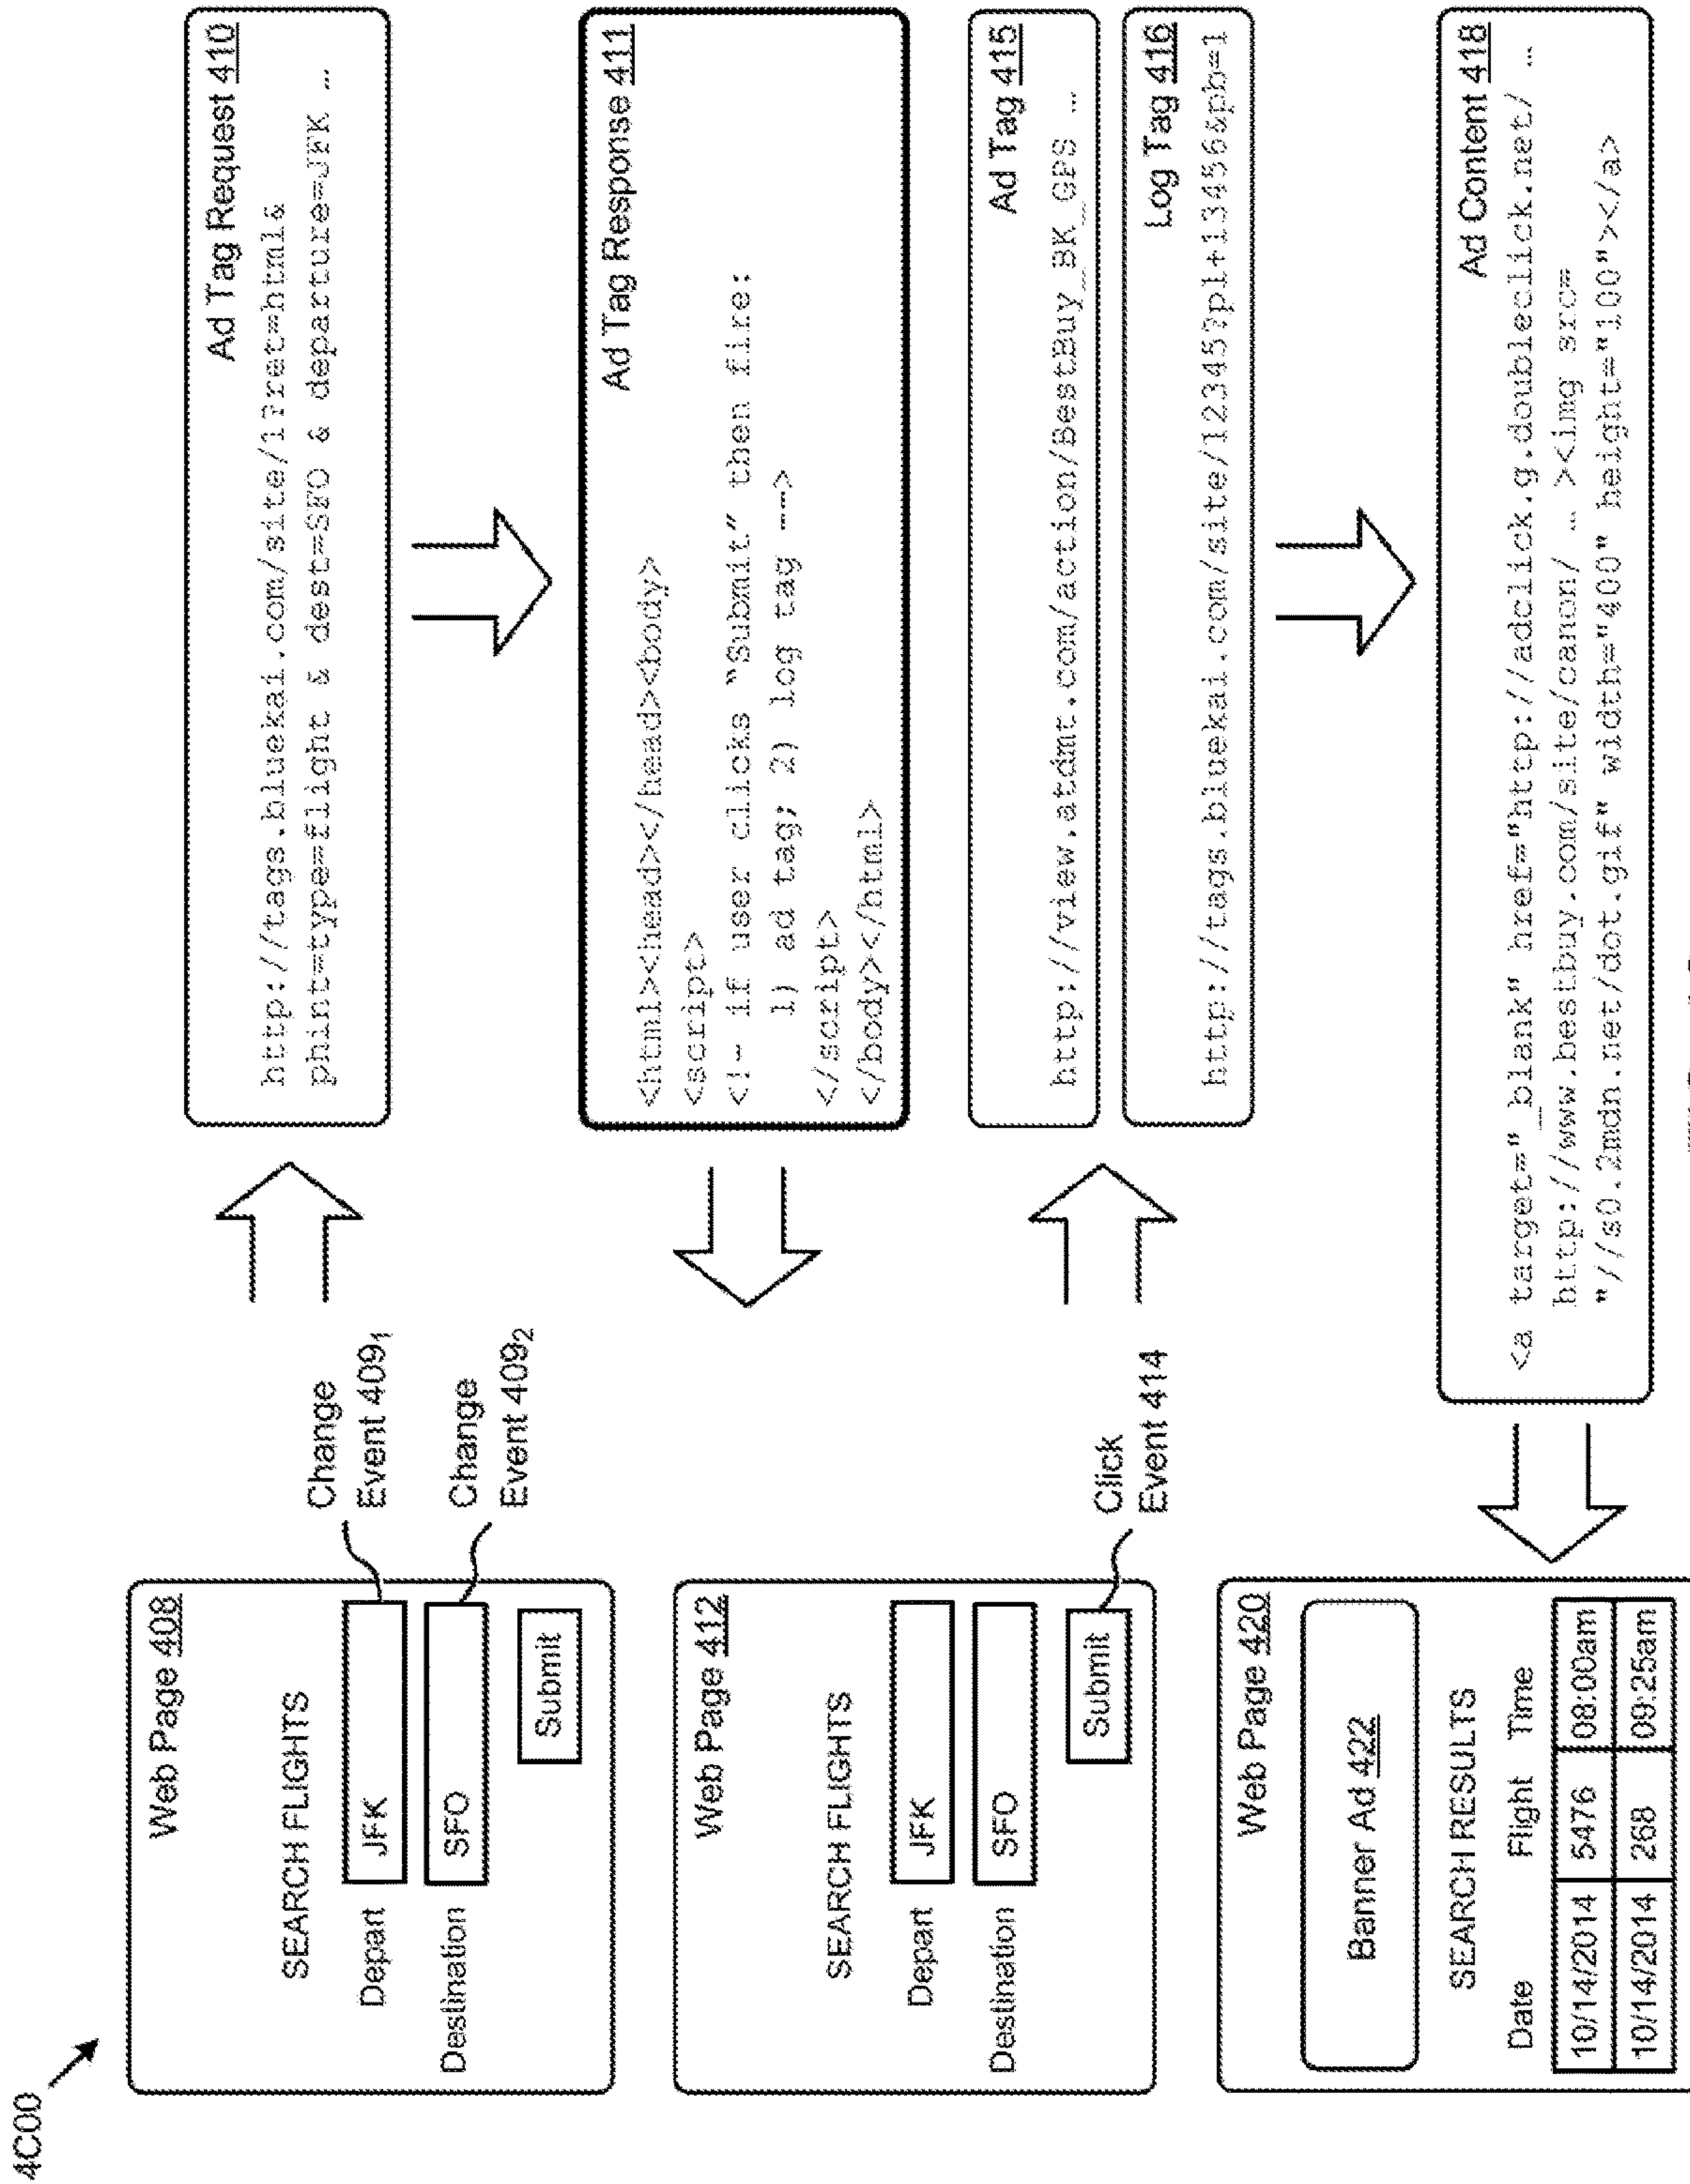 4C00
Web Page 408
SEARCH FLIGHTS
Depart JFK
Destination SFO
Submit
Change
Event 409₁
Change
Event 409₂
Ad Tag Request 410
http://tags.bluekai.com/site/1?ret=html&
phint=type=flight & dest=SFO & departure=JFK …
Ad Tag Response 411
<html><head></head><body>
<script>
<!- if user clicks “Submit” then fire:
1) ad tag; 2) log tag -->
</script>
</body></html>
Web Page 412
SEARCH FLIGHTS
Depart JFK
Destination SFO
Submit
Click
Event 414
Ad Tag 415
http://view.atdmt.com/action/BestBuy_BK_GPS …
Log Tag 416
http://tags.bluekai.com/site/12345?pl+13456&pb=1
Ad Content 418
<a target="_blank" href="http://adclick.g.doubleclick.net/ …
http://www.bestbuy.com/site/canon/ … ><img src=
"//s0.2mdn.net/dot.gif" width="400" height="100"></a>
Web Page 420
Banner Ad 422
SEARCH RESULTS
Date Flight Time
10/14/2014 5476 08:00am
10/14/2014 268 09:25am